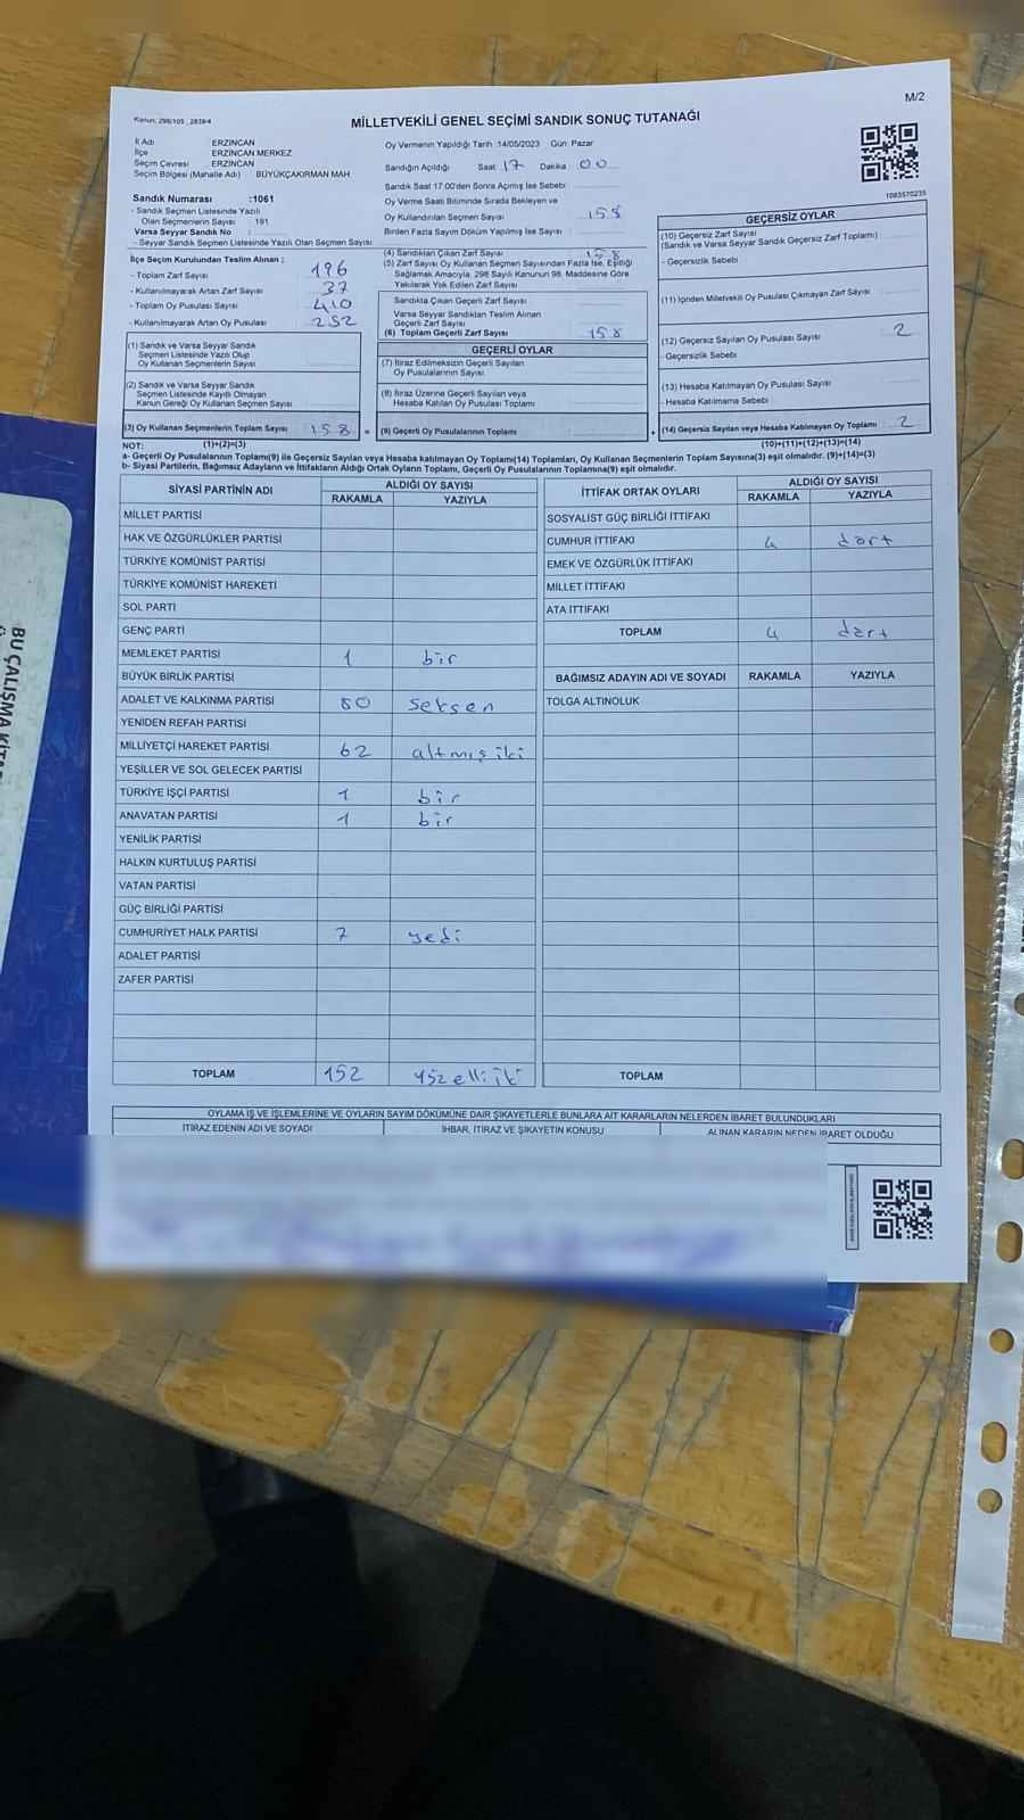 M/2
Kanun, 298/105 , 2839/4
MİLLETVEKİLİ GENEL SEÇİMİ SANDIK SONUÇ TUTANAĞI
İl Adı ERZİNCAN
İlçe ERZİNCAN MERKEZ
Seçim Çevresi ERZİNCAN
Seçim Bölgesi (Mahalle Adı) BÜYÜKÇAKIRMAN MAH
Sandık Numarası :1061
- Sandık Seçmen Listesinde Yazılı
Olan Seçmenlerin Sayısı 191
Varsa Seyyar Sandık No :
- Seyyar Sandık Seçmen Listesinde Yazılı Olan Seçmen Sayısı:
İlçe Seçim Kurulundan Teslim Alınan :
- Toplam Zarf Sayısı 196
- Kullanılmayarak Artan Zarf Sayısı 37
- Toplam Oy Pusulası Sayısı 410
- Kullanılmayarak Artan Oy Pusulası 252
(1) Sandık ve Varsa Seyyar Sandık
Seçmen Listesinde Yazılı Olup
Oy Kullanan Seçmenlerin Sayısı
(2) Sandık ve Varsa Seyyar Sandık
Seçmen Listesinde Kayıtlı Olmayan
Kanun Gereği Oy Kullanan Seçmen Sayısı
(3) Oy Kullanan Seçmenlerin Toplam Sayısı 158 =
Oy Vermenin Yapıldığı Tarih :14/05/2023 Gün: Pazar
Sandığın Açıldığı Saat 17 Dakika 00
Sandık Saat 17 00'den Sonra Açmış İse Sebebi
Oy Verme Saati Bitiminde Sırada Bekleyen ve
Oy Kullandırılan Seçmen Sayısı 158
Birden Fazla Sayım Döküm Yapılmış İse Sayısı
(4) Sandıktan Çıkan Zarf Sayısı 158
(5) Zarf Sayısı Oy Kullanan Seçmen Sayısından Fazla İse, Eşitliği
Sağlamak Amacıyla, 298 Sayılı Kanunun 98. Maddesine Göre
Yakılarak Yok Edilen Zarf Sayısı
Sandıkta Çıkan Geçerli Zarf Sayısı
Varsa Seyyar Sandıktan Teslim Alınan
Geçerli Zarf Sayısı
(6) Toplam Geçerli Zarf Sayısı 158
GEÇERLİ OYLAR
(7) İtiraz Edilmeksizin Geçerli Sayılan
Oy Pusulalarının Sayısı
(8) İtiraz Üzerine Geçerli Sayılan veya
Hesaba Katılan Oy Pusulası Toplamı
(9) Geçerli Oy Pusulalarının Toplamı +
1083570235
GEÇERSİZ OYLAR
(10) Geçersiz Zarf Sayısı
(Sandık ve Varsa Seyyar Sandık Geçersiz Zarf Toplamı)
- Geçersizlik Sebebi
(11) İçinden Milletvekili Oy Pusulası Çıkmayan Zarf Sayısı
(12) Geçersiz Sayılan Oy Pusulası Sayısı 2
- Geçersizlik Sebebi
(13) Hesaba Katılmayan Oy Pusulası Sayısı
- Hesaba Katılmama Sebebi
(14) Geçersiz Sayılan veya Hesaba Katılmayan Oy Toplamı 2
NOT: (1)+(2)=(3) (10)+(11)+(12)+(13)=(14)
a- Geçerli Oy Pusulalarının Toplamı(9) ile Geçersiz Sayılan veya Hesaba katılmayan Oy Toplamı(14) Toplamları, Oy Kullanan Seçmenlerin Toplam Sayısına(3) eşit olmalıdır. (9)+(14)=(3)
b- Siyasi Partilerin, Bağımsız Adayların ve İttifakların Aldığı Ortak Oyların Toplamı, Geçerli Oy Pusulalarının Toplamına(9) eşit olmalıdır.
SİYASİ PARTİNİN ADI ALDIĞI OY SAYISI
RAKAMLA YAZIYLA
MİLLET PARTİSİ
HAK VE ÖZGÜRLÜKLER PARTİSİ
TÜRKİYE KOMÜNİST PARTİSİ
TÜRKİYE KOMÜNİST HAREKETİ
SOL PARTİ
GENÇ PARTİ
MEMLEKET PARTİSİ 1 bir
BÜYÜK BİRLİK PARTİSİ
ADALET VE KALKINMA PARTİSİ 80 seksen
YENİDEN REFAH PARTİSİ
MİLLİYETÇİ HAREKET PARTİSİ 62 altmış iki
YEŞİLLER VE SOL GELECEK PARTİSİ
TÜRKİYE İŞÇİ PARTİSİ 1 bir
ANAVATAN PARTİSİ 1 bir
YENİLİK PARTİSİ
HALKIN KURTULUŞ PARTİSİ
VATAN PARTİSİ
GÜÇ BİRLİĞİ PARTİSİ
CUMHURİYET HALK PARTİSİ 7 yedi
ADALET PARTİSİ
ZAFER PARTİSİ
TOPLAM 152 yüzelli iki
İTTİFAK ORTAK OYLARI ALDIĞI OY SAYISI
RAKAMLA YAZIYLA
SOSYALİST GÜÇ BİRLİĞİ İTTİFAKI
CUMHUR İTTİFAKI 4 dört
EMEK VE ÖZGÜRLÜK İTTİFAKI
MİLLET İTTİFAKI
ATA İTTİFAKI
TOPLAM 4 dört
BAĞIMSIZ ADAYIN ADI VE SOYADI RAKAMLA YAZIYLA
TOLGA ALTINOLUK
TOPLAM
OYLAMA İŞ VE İŞLEMLERİNE VE OYLARIN SAYIM DÖKÜMÜNE DAİR ŞİKAYETLERLE BUNLARA AİT KARARLARIN NELERDEN İBARET BULUNDUKLARI
İTİRAZ EDENİN ADI VE SOYADI İHBAR, İTİRAZ VE ŞİKAYETİN KONUSU ALINAN KARARIN NEDEN İBARET OLDUĞU
BU ÇALIŞMA